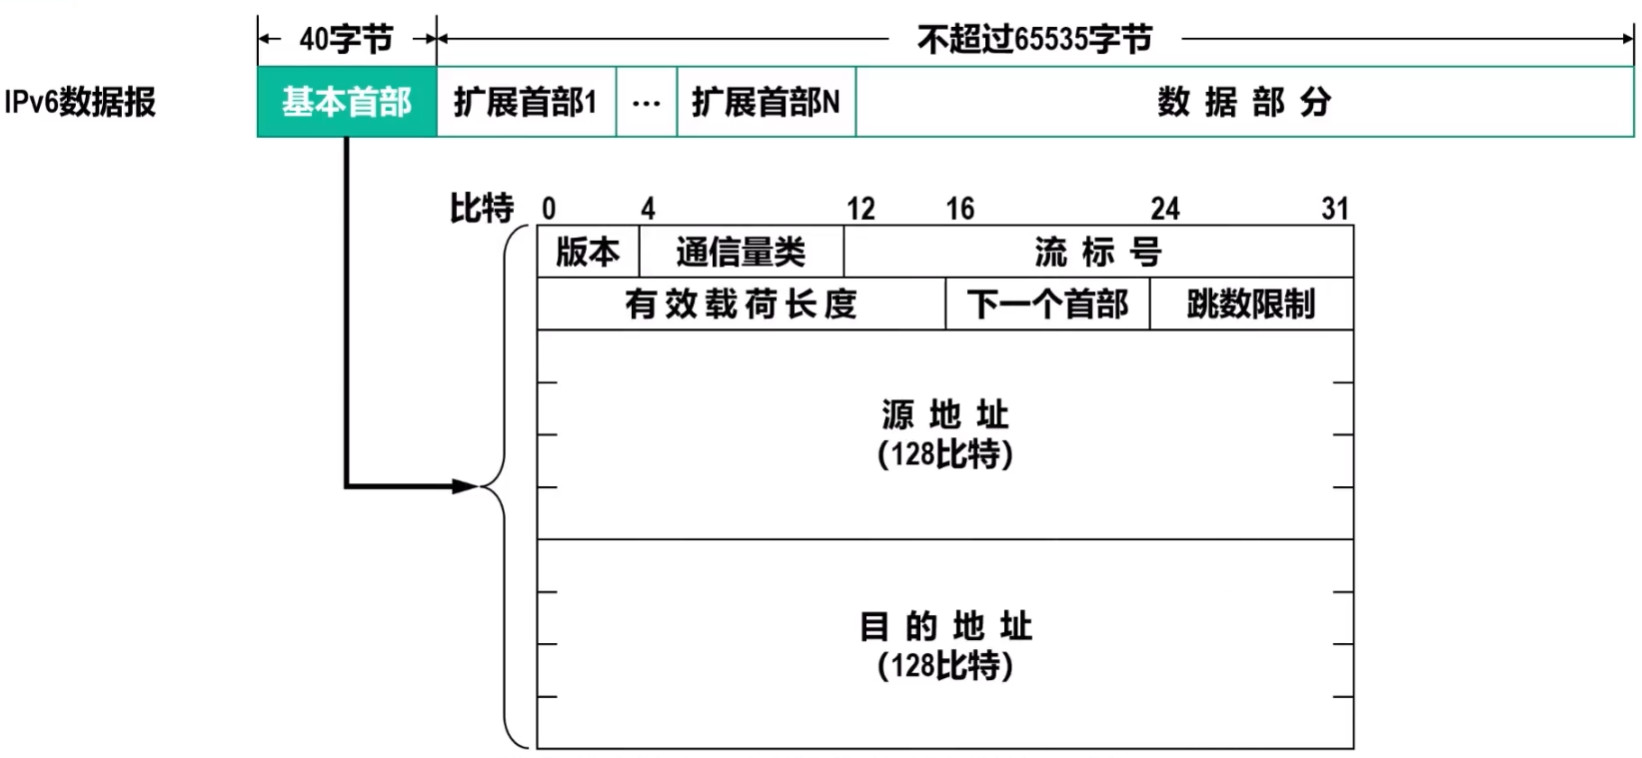 40字节 不超过65535字节
IPv6数据报 基本首部 扩展首部1 ... 扩展首部N 数据部分
比特 0 4 12 16 24 31
版本 通信量类 流标号
有效载荷长度 下一个首部 跳数限制
源地址
(128比特)
目的地址
(128比特)